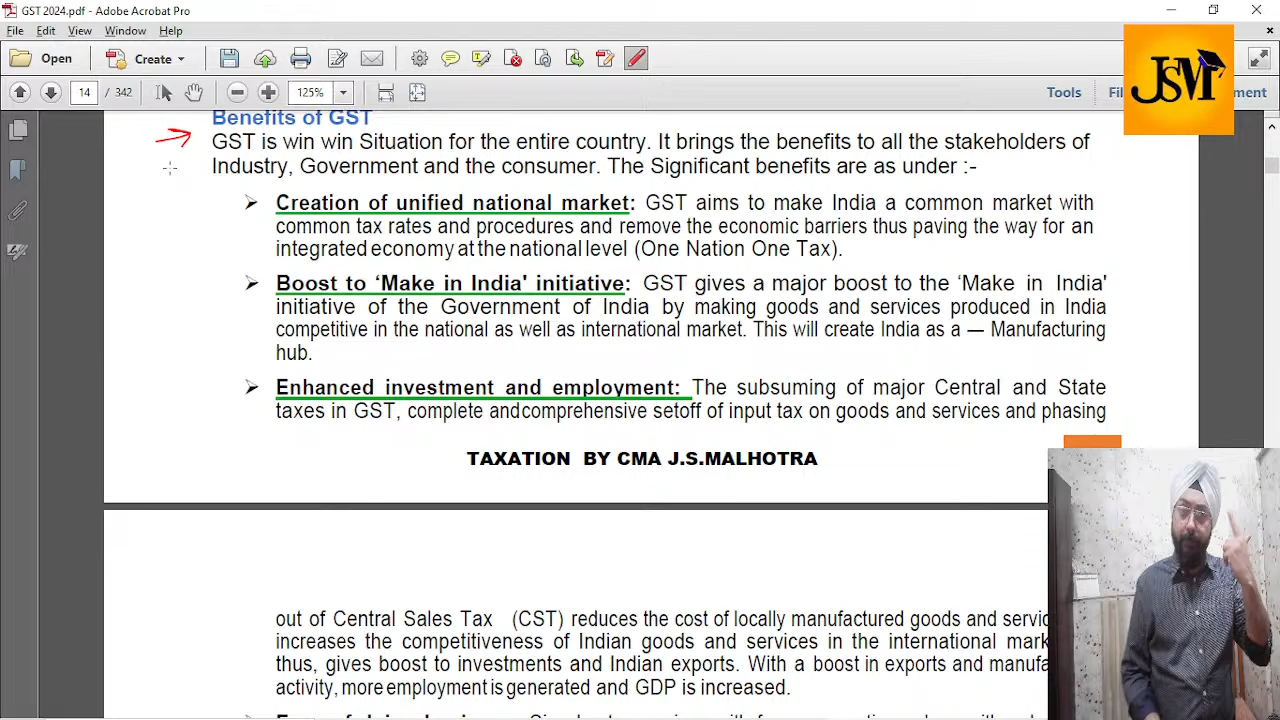 GST 2024.pdf - Adobe Acrobat Pro
File Edit View Window Help
Open Create
14 / 342 125% Tools ment
JSM
Benefits of GST
GST is win win Situation for the entire country. It brings the benefits to all the stakeholders of
Industry, Government and the consumer. The Significant benefits are as under :-
Creation of unified national market: GST aims to make India a common market with
common tax rates and procedures and remove the economic barriers thus paving the way for an
integrated economy at the national level (One Nation One Tax).
Boost to ‘Make in India' initiative: GST gives a major boost to the ‘Make in India'
initiative of the Government of India by making goods and services produced in India
competitive in the national as well as international market. This will create India as a — Manufacturing
hub.
Enhanced investment and employment: The subsuming of major Central and State
taxes in GST, complete andcomprehensive setoff of input tax on goods and services and phasing
TAXATION BY CMA J.S.MALHOTRA
out of Central Sales Tax (CST) reduces the cost of locally manufactured goods and servic
increases the competitiveness of Indian goods and services in the international mark
thus, gives boost to investments and Indian exports. With a boost in exports and manufa
activity, more employment is generated and GDP is increased.